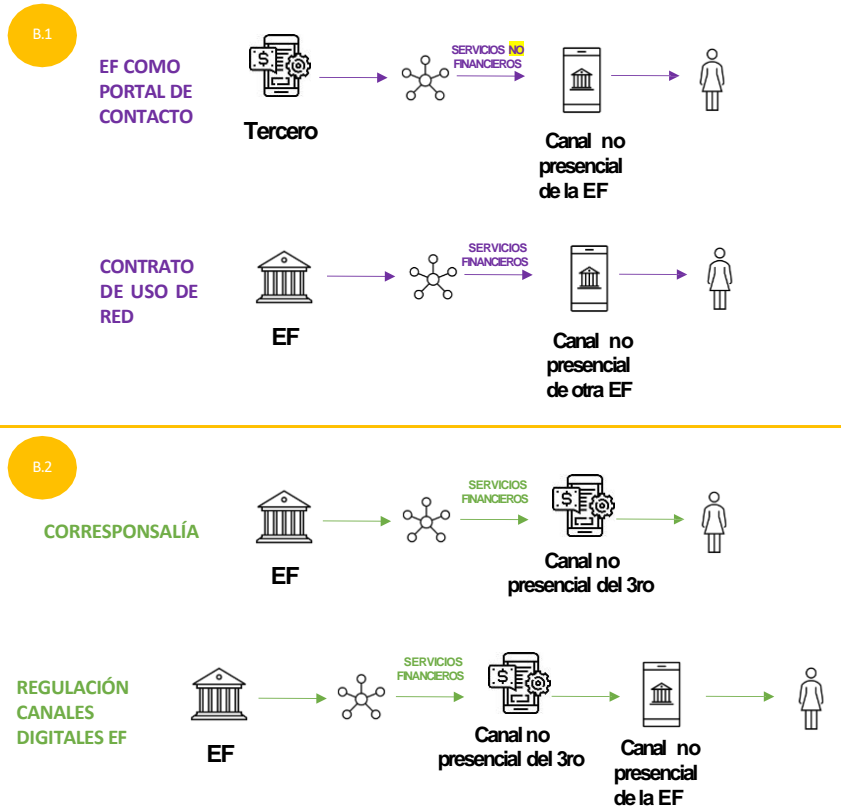 B.1
EF COMO
PORTAL DE
CONTACTO
Tercero
SERVICIOS NO
FINANCIEROS
Canal no
presencial
de la EF
CONTRATO
DE USO DE
RED
EF
SERVICIOS
FINANCIEROS
Canal no
presencial
de otra EF
B.2
CORRESPONSALÍA
EF
SERVICIOS
FINANCIEROS
Canal no
presencial del 3ro
REGULACIÓN
CANALES
DIGITALES EF
EF
SERVICIOS
FINANCIEROS
Canal no
presencial del 3ro
Canal no
presencial
de la EF